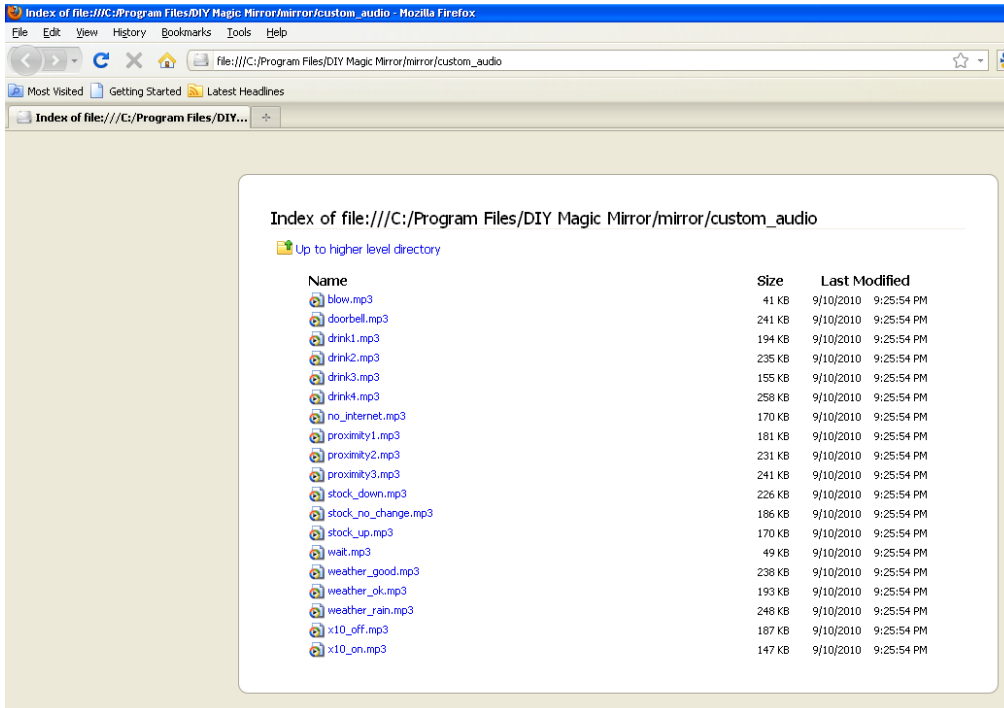 Index of file:///C:/Program Files/DIY Magic Mirror/mirror/custom_audio - Mozilla Firefox
File Edit View History Bookmarks Tools Help
file:///C:/Program Files/DIY Magic Mirror/mirror/custom_audio
Most Visited Getting Started Latest Headlines
Index of file:///C:/Program Files/DIY...
Index of file:///C:/Program Files/DIY Magic Mirror/mirror/custom_audio
Up to higher level directory
Name Size Last Modified
blow.mp3 41 KB 9/10/2010 9:25:54 PM
doorbell.mp3 241 KB 9/10/2010 9:25:54 PM
drink1.mp3 194 KB 9/10/2010 9:25:54 PM
drink2.mp3 235 KB 9/10/2010 9:25:54 PM
drink3.mp3 155 KB 9/10/2010 9:25:54 PM
drink4.mp3 258 KB 9/10/2010 9:25:54 PM
no_internet.mp3 170 KB 9/10/2010 9:25:54 PM
proximity1.mp3 181 KB 9/10/2010 9:25:54 PM
proximity2.mp3 231 KB 9/10/2010 9:25:54 PM
proximity3.mp3 241 KB 9/10/2010 9:25:54 PM
stock_down.mp3 226 KB 9/10/2010 9:25:54 PM
stock_no_change.mp3 186 KB 9/10/2010 9:25:54 PM
stock_up.mp3 170 KB 9/10/2010 9:25:54 PM
wait.mp3 49 KB 9/10/2010 9:25:54 PM
weather_good.mp3 238 KB 9/10/2010 9:25:54 PM
weather_ok.mp3 193 KB 9/10/2010 9:25:54 PM
weather_rain.mp3 248 KB 9/10/2010 9:25:54 PM
x10_off.mp3 187 KB 9/10/2010 9:25:54 PM
x10_on.mp3 147 KB 9/10/2010 9:25:54 PM